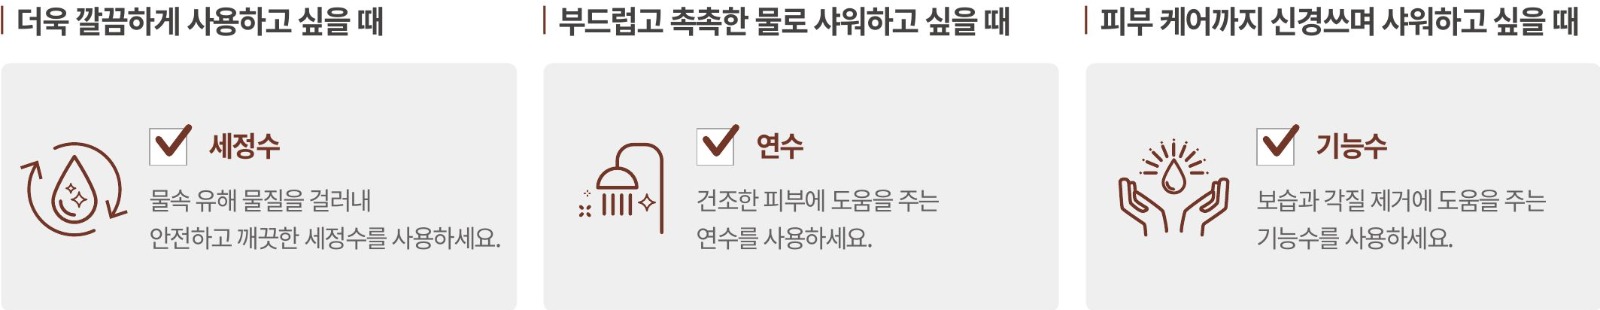 더욱 깔끔하게 사용하고 싶을 때
세정수
물속 유해 물질을 걸러내
안전하고 깨끗한 세정수를 사용하세요.
부드럽고 촉촉한 물로 샤워하고 싶을 때
연수
건조한 피부에 도움을 주는
연수를 사용하세요.
피부 케어까지 신경쓰며 샤워하고 싶을 때
기능수
보습과 각질 제거에 도움을 주는
기능수를 사용하세요.